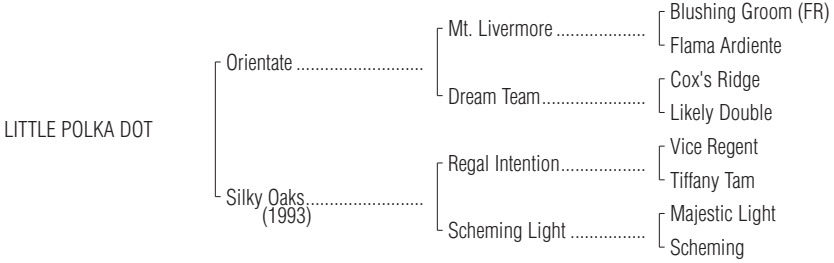 Blushing Groom (FR)
Mt. Livermore ....................
Flama Ardiente
Orientate ...........................
Cox's Ridge
Dream Team.......................
Likely Double
LITTLE POLKA DOT
Vice Regent
Regal Intention...................
Tiffany Tam
Silky Oaks.........................
(1993)
Majestic Light
Scheming Light .................
Scheming